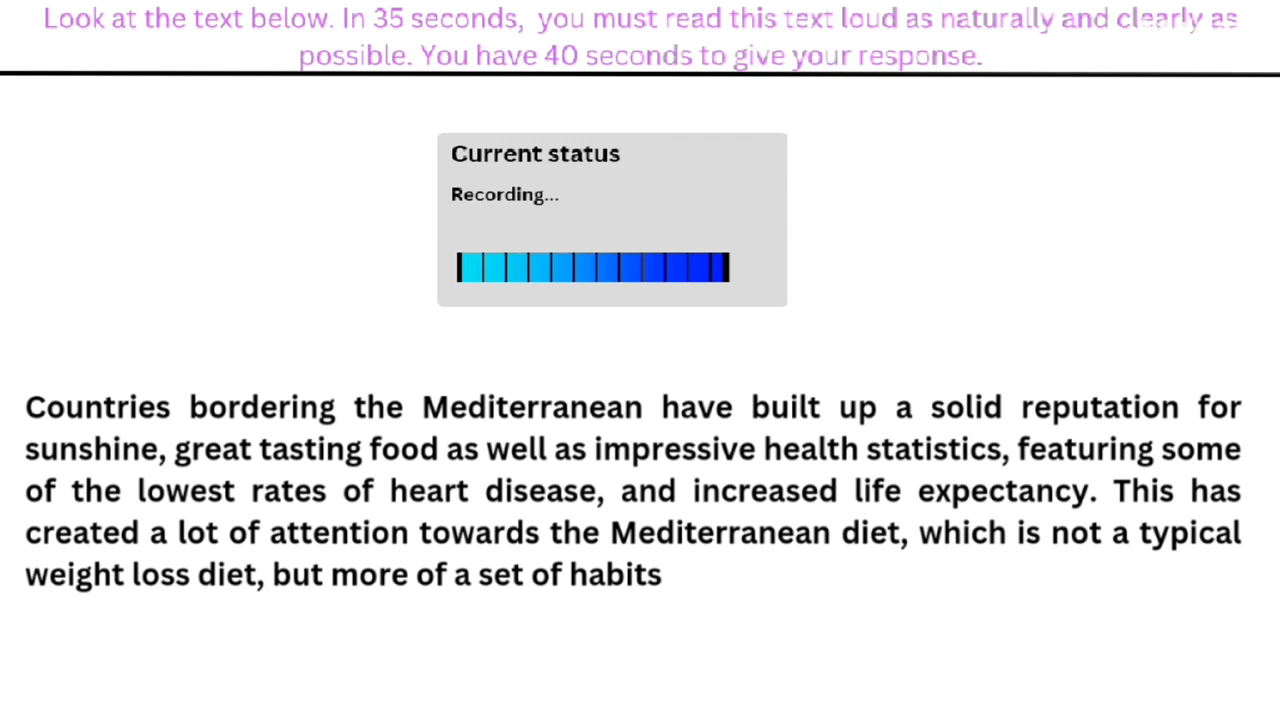 Look at the text below. In 35 seconds, you must read this text loud as naturally and clearly as
possible. You have 40 seconds to give your response.
Current status
Recording...
Countries bordering the Mediterranean have built up a solid reputation for
sunshine, great tasting food as well as impressive health statistics, featuring some
of the lowest rates of heart disease, and increased life expectancy. This has
created a lot of attention towards the Mediterranean diet, which is not a typical
weight loss diet, but more of a set of habits